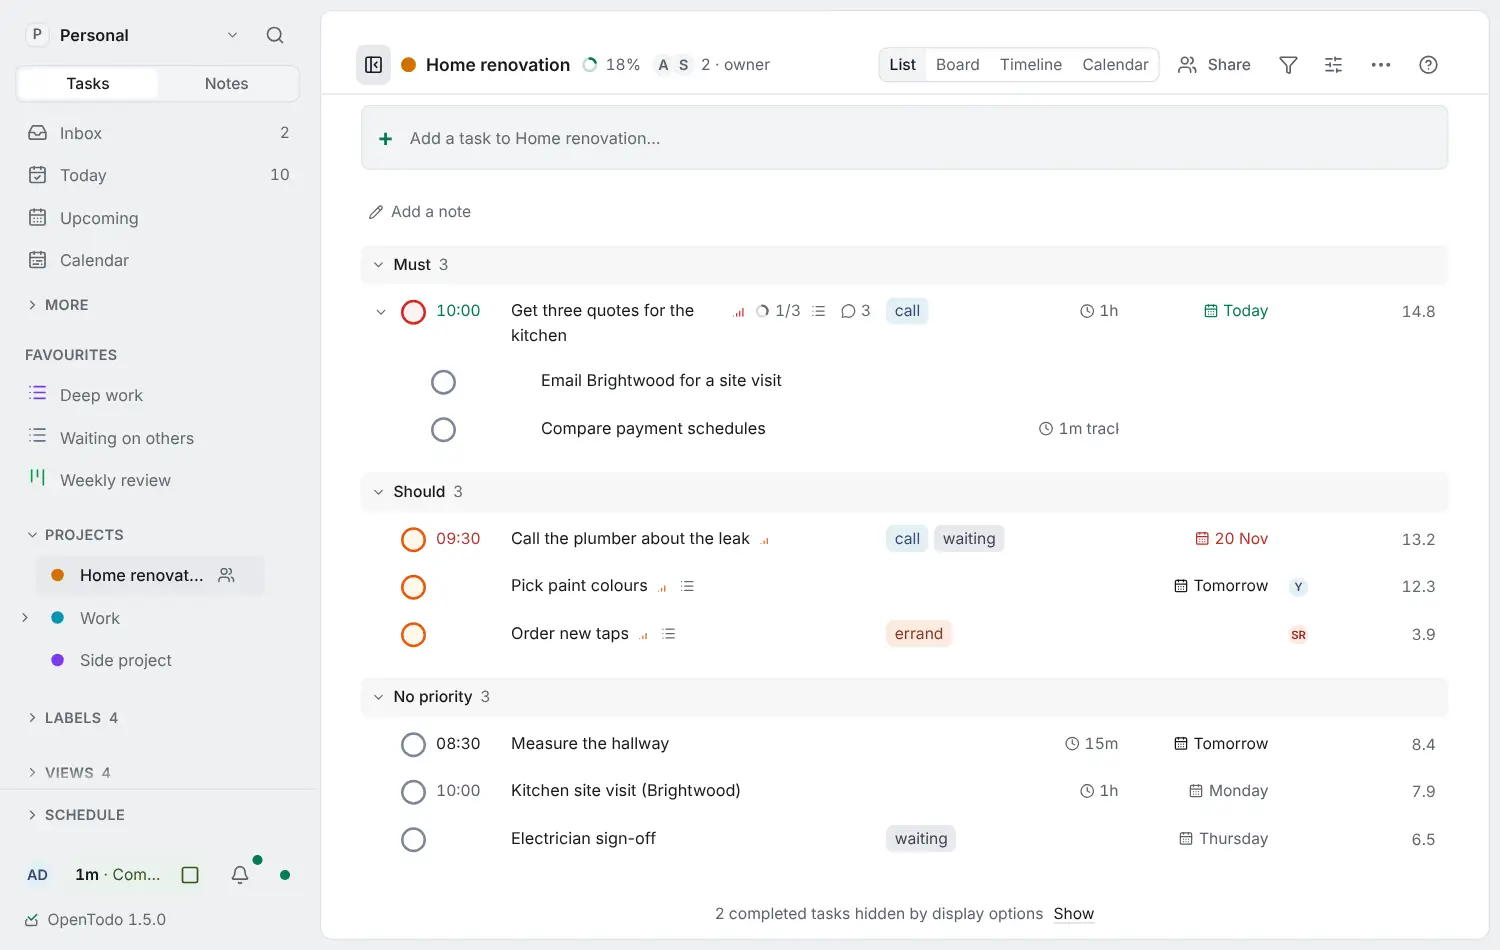 P Personal
Tasks Notes
Inbox 2
Today 10
Upcoming
Calendar
MORE
FAVOURITES
Deep work
Waiting on others
Weekly review
PROJECTS
Home renovat...
Work
Side project
LABELS 4
VIEWS 4
SCHEDULE
AD 1m · Com...
OpenTodo 1.5.0
Home renovation 18% A S 2 · owner List Board Timeline Calendar Share
Add a task to Home renovation...
Add a note
Must 3
10:00 Get three quotes for the kitchen 1/3 3 call 1h Today 14.8
Email Brightwood for a site visit
Compare payment schedules 1m track
Should 3
09:30 Call the plumber about the leak call waiting 20 Nov 13.2
Pick paint colours Tomorrow Y 12.3
Order new taps errand SR 3.9
No priority 3
08:30 Measure the hallway 15m Tomorrow 8.4
10:00 Kitchen site visit (Brightwood) 1h Monday 7.9
Electrician sign-off waiting Thursday 6.5
2 completed tasks hidden by display options Show